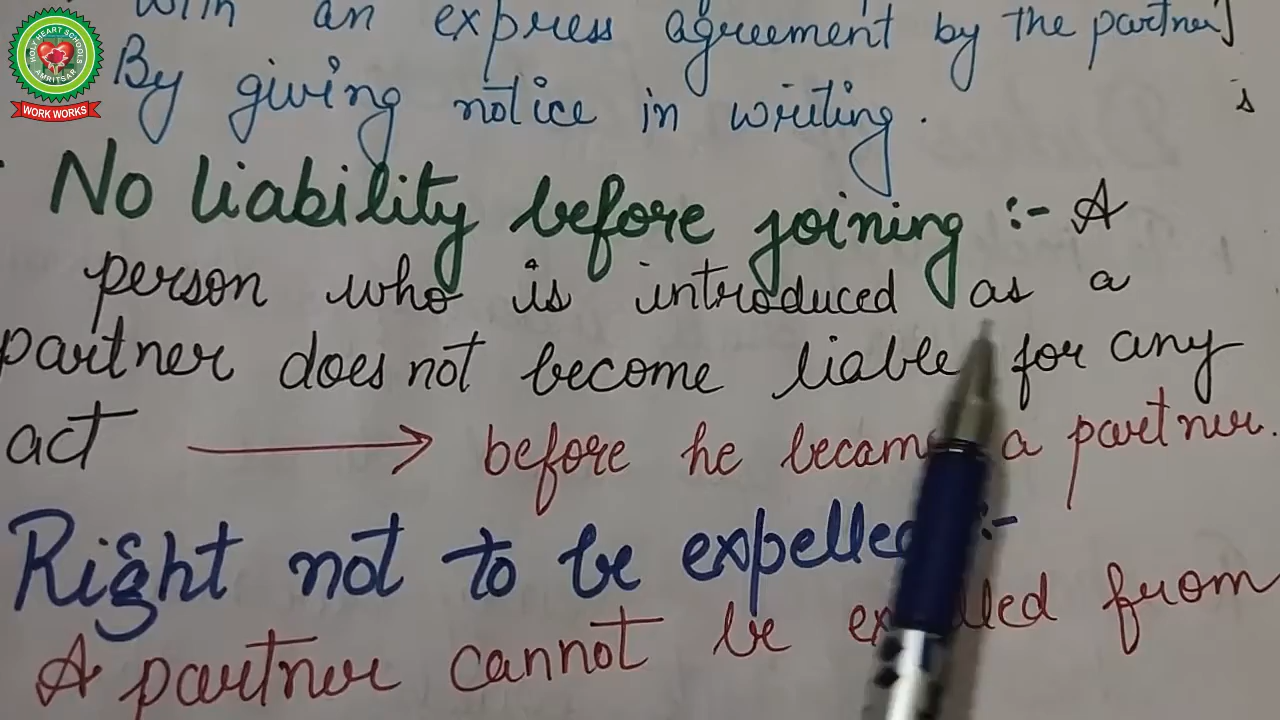 HOLY HEART SCHOOLS
AMRITSAR
WORK WORKS
with an express agreement by the partners
By giving notice in writing.
is
No liability before joining :- A
person who is introduced as a
partner does not become liable for any
act → before he became a partner.
Right not to be expelled :-
A partner cannot be expelled from